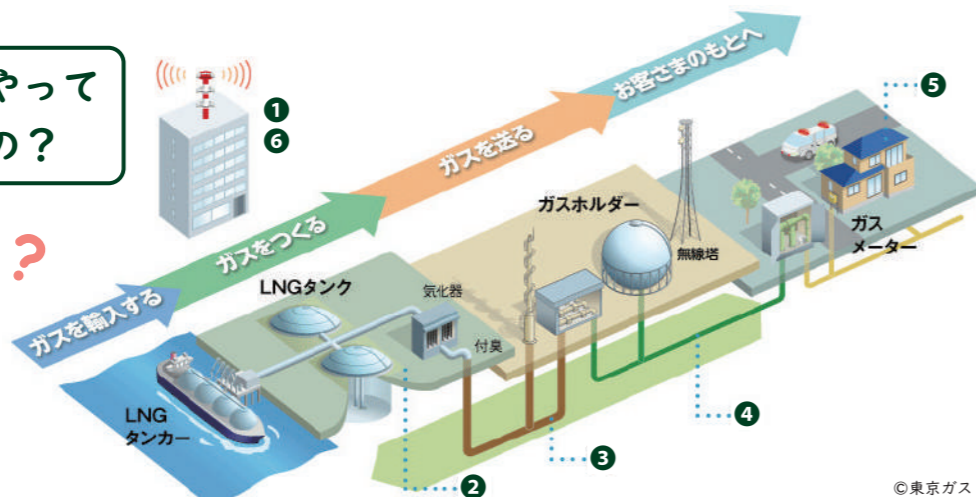 やって
の？
？
❶
❻
ガスを輸入する
ガスをつくる
ガスを送る
お客さまのもとへ
❺
ガスホルダー
無線塔
ガス
メーター
LNGタンク
気化器
付臭
LNG
タンカー
❹
❸
❷
©東京ガス